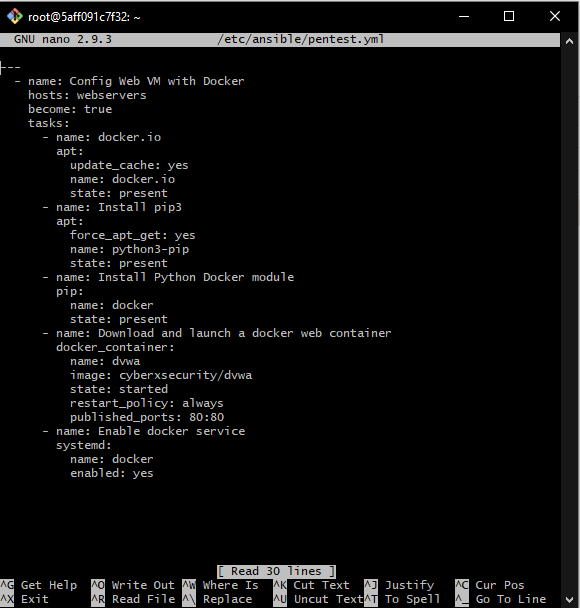 root@5aff091c7f32: ~
GNU nano 2.9.3 /etc/ansible/pentest.yml
---
- name: Config Web VM with Docker
hosts: webservers
become: true
tasks:
- name: docker.io
apt:
update_cache: yes
name: docker.io
state: present
- name: Install pip3
apt:
force_apt_get: yes
name: python3-pip
state: present
- name: Install Python Docker module
pip:
name: docker
state: present
- name: Download and launch a docker web container
docker_container:
name: dvwa
image: cyberxsecurity/dvwa
state: started
restart_policy: always
published_ports: 80:80
- name: Enable docker service
systemd:
name: docker
enabled: yes
[ Read 30 lines ]
^G Get Help ^O Write Out ^W Where Is ^K Cut Text ^J Justify ^C Cur Pos
^X Exit ^R Read File ^\ Replace ^U Uncut Text ^T To Spell ^_ Go To Line